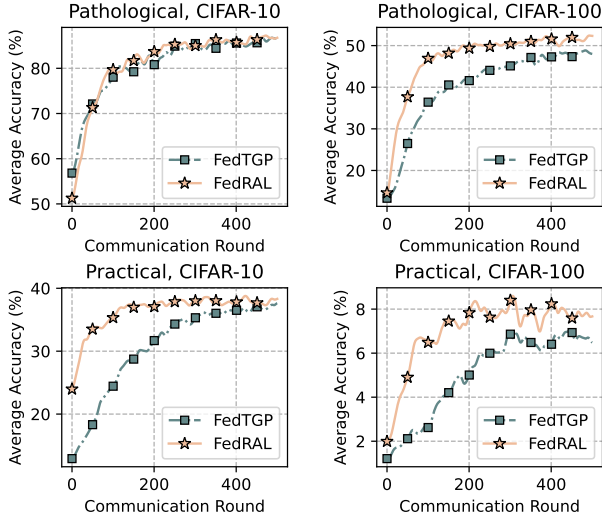 Pathological, CIFAR-10
Average Accuracy (%)
80
70
60
50
FedTGP
FedRAL
0 200 400
Communication Round
Pathological, CIFAR-100
Average Accuracy (%)
50
40
30
20
FedTGP
FedRAL
0 200 400
Communication Round
Practical, CIFAR-10
Average Accuracy (%)
40
30
20
FedTGP
FedRAL
0 200 400
Communication Round
Practical, CIFAR-100
Average Accuracy (%)
8
6
4
2
FedTGP
FedRAL
0 200 400
Communication Round